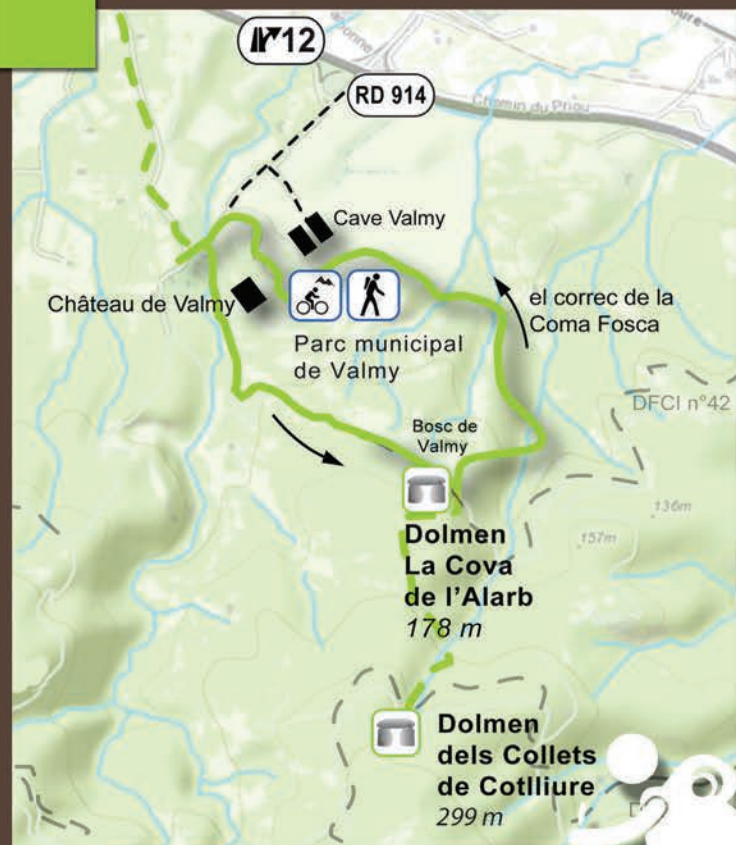 12
RD 914
Chemin du Priou
Cave Valmy
Château de Valmy
el correc de la
Coma Fosca
Parc municipal
de Valmy
DFCI n°42
Bosc de
Valmy
136m
157m
Dolmen
La Cova
de l'Alarb
178 m
Dolmen
dels Collets
de Cotlliure
299 m